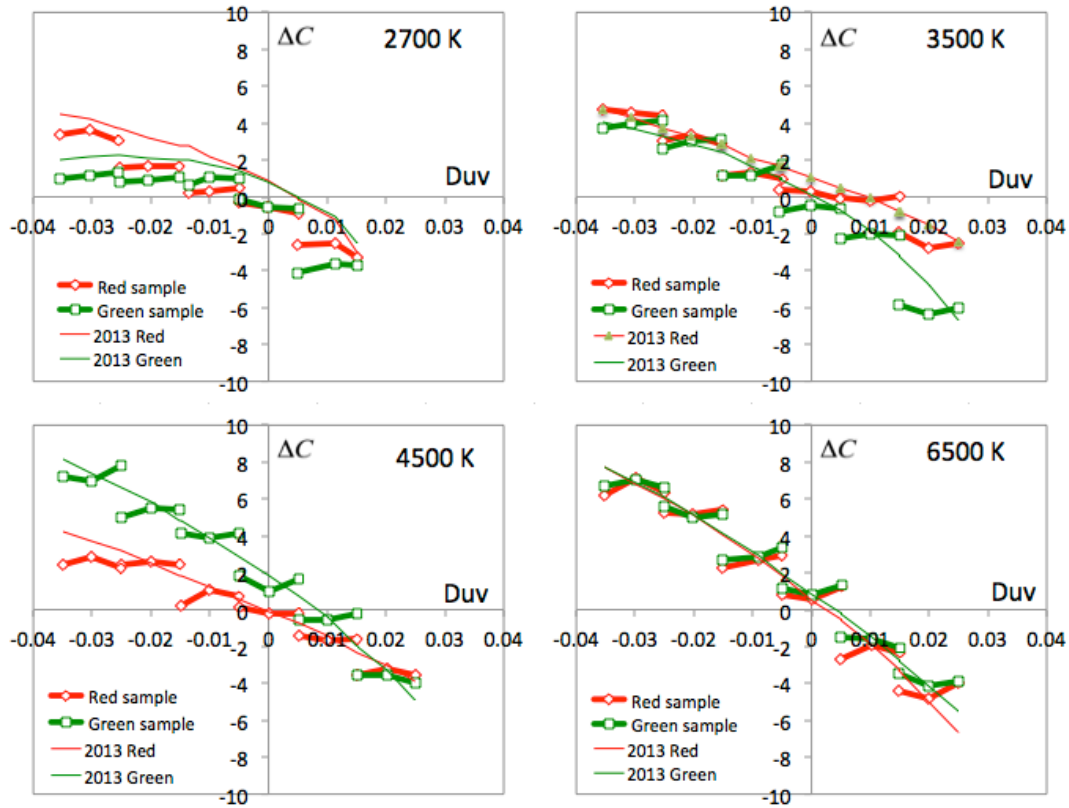 10
ΔC 2700 K
8
6
4
2
Duv
0
-0.04 -0.03 -0.02 -0.01 0 0.01 0.02 0.03 0.04
-2
-4
Red sample
Green sample
-6
2013 Red
-8
2013 Green
-10
10
ΔC 3500 K
8
6
4
2
Duv
0
-0.04 -0.03 -0.02 -0.01 0 0.01 0.02 0.03 0.04
-2
-4
Red sample
Green sample
-6
2013 Red
-8
2013 Green
-10
10
ΔC 4500 K
8
6
4
2
Duv
0
-0.04 -0.03 -0.02 -0.01 0 0.01 0.02 0.03 0.04
-2
-4
Red sample
Green sample
-6
2013 Red
-8
2013 Green
-10
10
ΔC 6500 K
8
6
4
2
Duv
0
-0.04 -0.03 -0.02 -0.01 0 0.01 0.02 0.03 0.04
-2
-4
Red sample
Green sample
-6
2013 Red
-8
2013 Green
-10